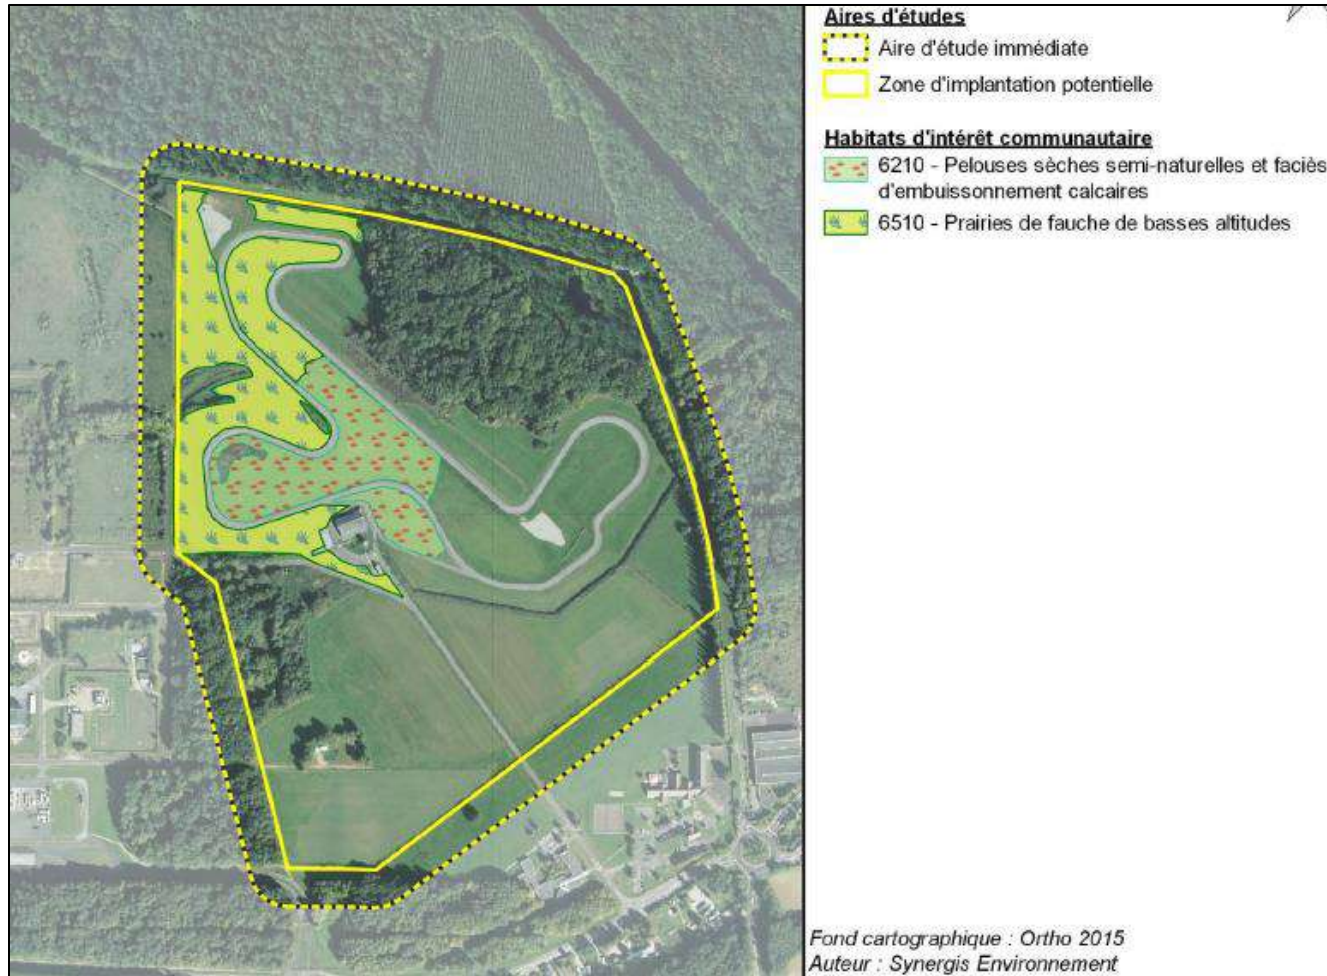 Aires d'études
Aire d'étude immédiate
Zone d'implantation potentielle
Habitats d'intérêt communautaire
6210 - Pelouses sèches semi-naturelles et faciès
d'embuissonnement calcaires
6510 - Prairies de fauche de basses altitudes
Fond cartographique : Ortho 2015
Auteur : Synergis Environnement